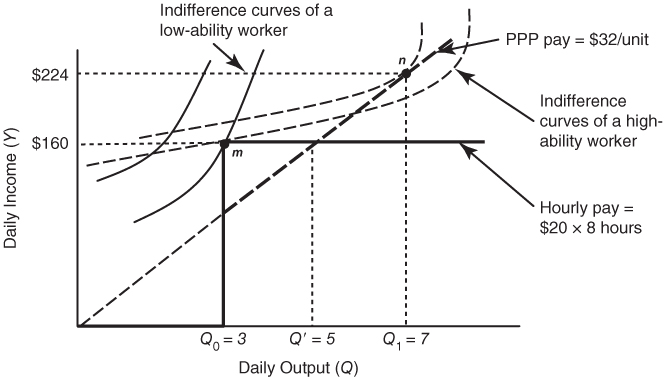 Indifference curves of a
low-ability worker
PPP pay = $32/unit
n
$224
Indifference
curves of a high-
ability worker
$160
m
Hourly pay =
$20 × 8 hours
Daily Income (Y)
Q₀ = 3
Q' = 5
Q₁ = 7
Daily Output (Q)